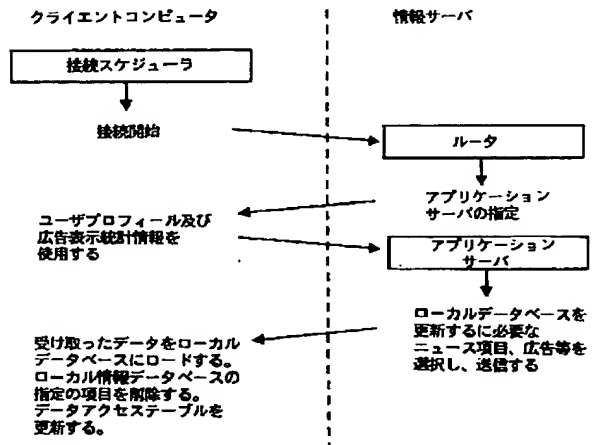 クライエントコンピュータ
情報サーバ
接続スケジューラ
接続開始
ルータ
アプリケーション
サーバの指定
ユーザプロフィール及び
広告表示統計情報を
使用する
アプリケーション
サーバ
ローカルデータベースを
更新するに必要な
ニュース項目、広告等を
選択し、送信する
受け取ったデータをローカル
データベースにロードする。
ローカル情報データベースの
指定の項目を削除する。
データアクセステーブルを
更新する。